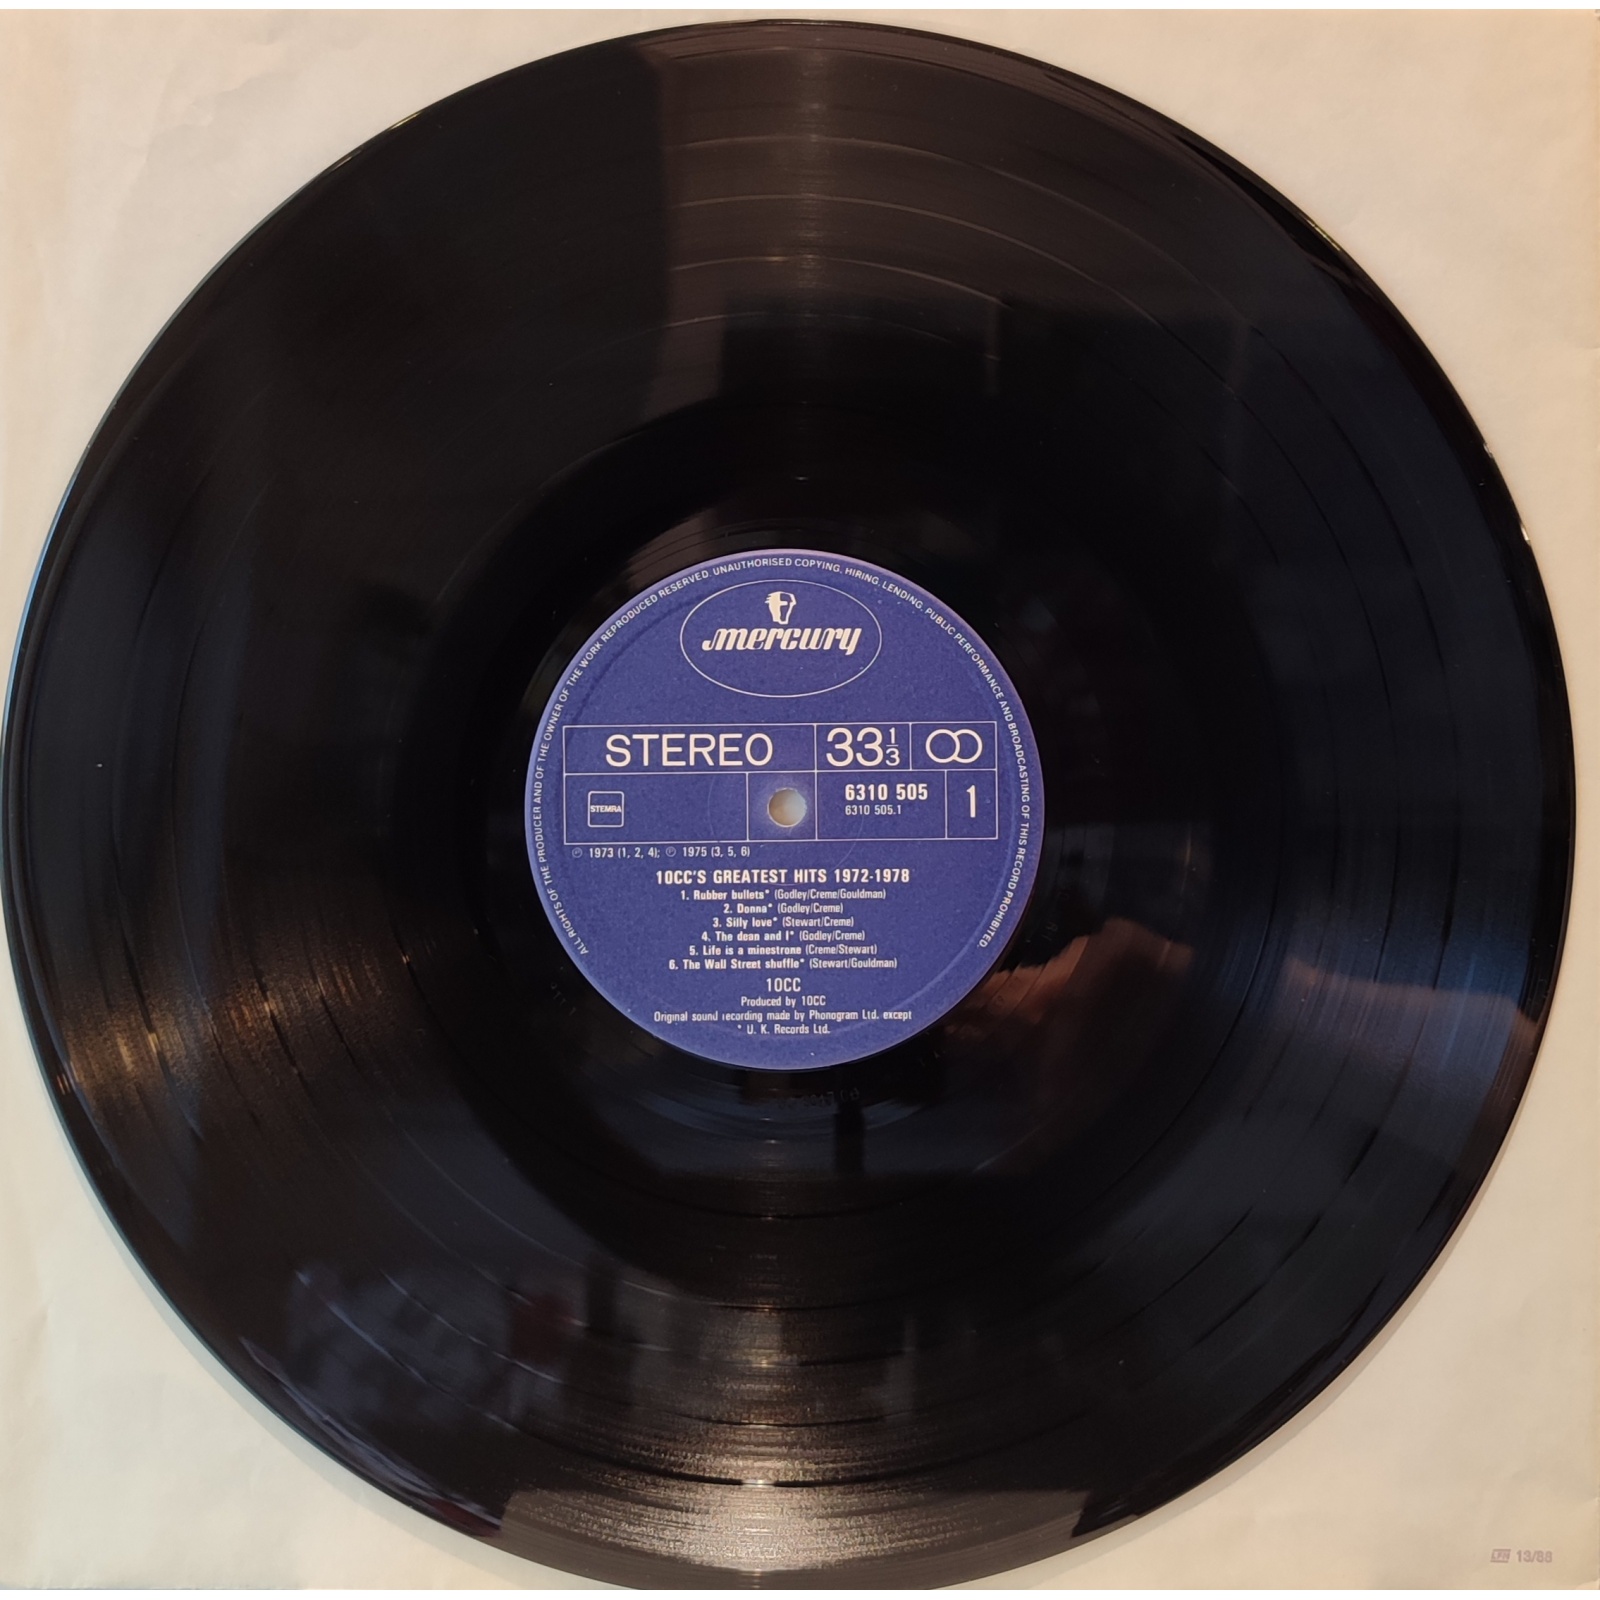 ALL RIGHTS OF THE PRODUCER AND OF THE OWNER OF THE WORK REPRODUCED RESERVED. UNAUTHORISED COPYING, HIRING, LENDING, PUBLIC PERFORMANCE AND BROADCASTING OF THIS RECORD PROHIBITED.
mercury
STEREO 33 1/3
STEMRA
6310 505 1
6310 505.1
℗ 1973 (1, 2, 4); ℗ 1975 (3, 5, 6)
10CC'S GREATEST HITS 1972-1978
1. Rubber bullets* (Godley/Creme/Gouldman)
2. Donna* (Godley/Creme)
3. Silly love* (Stewart/Creme)
4. The dean and I* (Godley/Creme)
5. Life is a minestrone (Creme/Stewart)
6. The Wall Street shuffle* (Stewart/Gouldman)
10CC
Produced by 10CC
Original sound recording made by Phonogram Ltd. except
* U. K. Records Ltd.
13/88